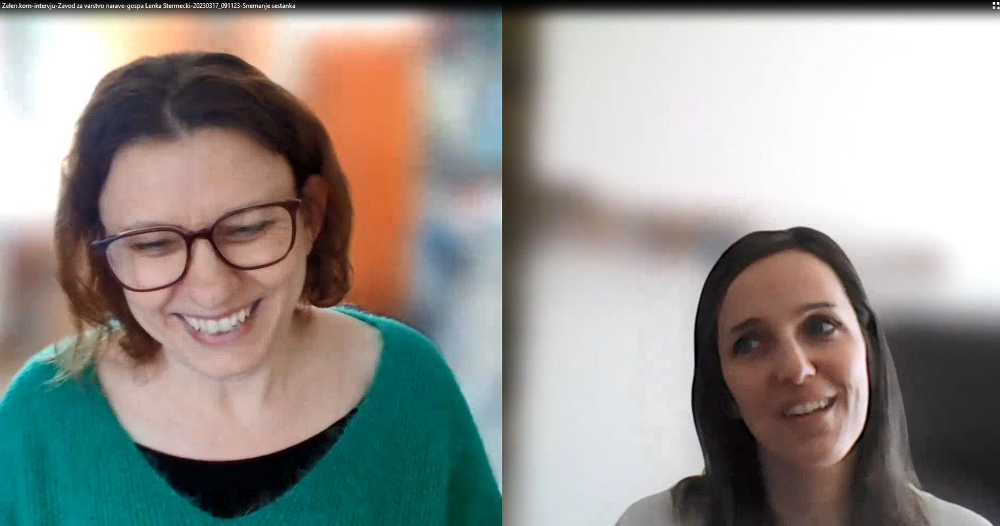 Zelen.kom-intervju-Zavod za varstvo narave-gospa Lenka Stermecki-20230317_091123-Snemanje sestanka